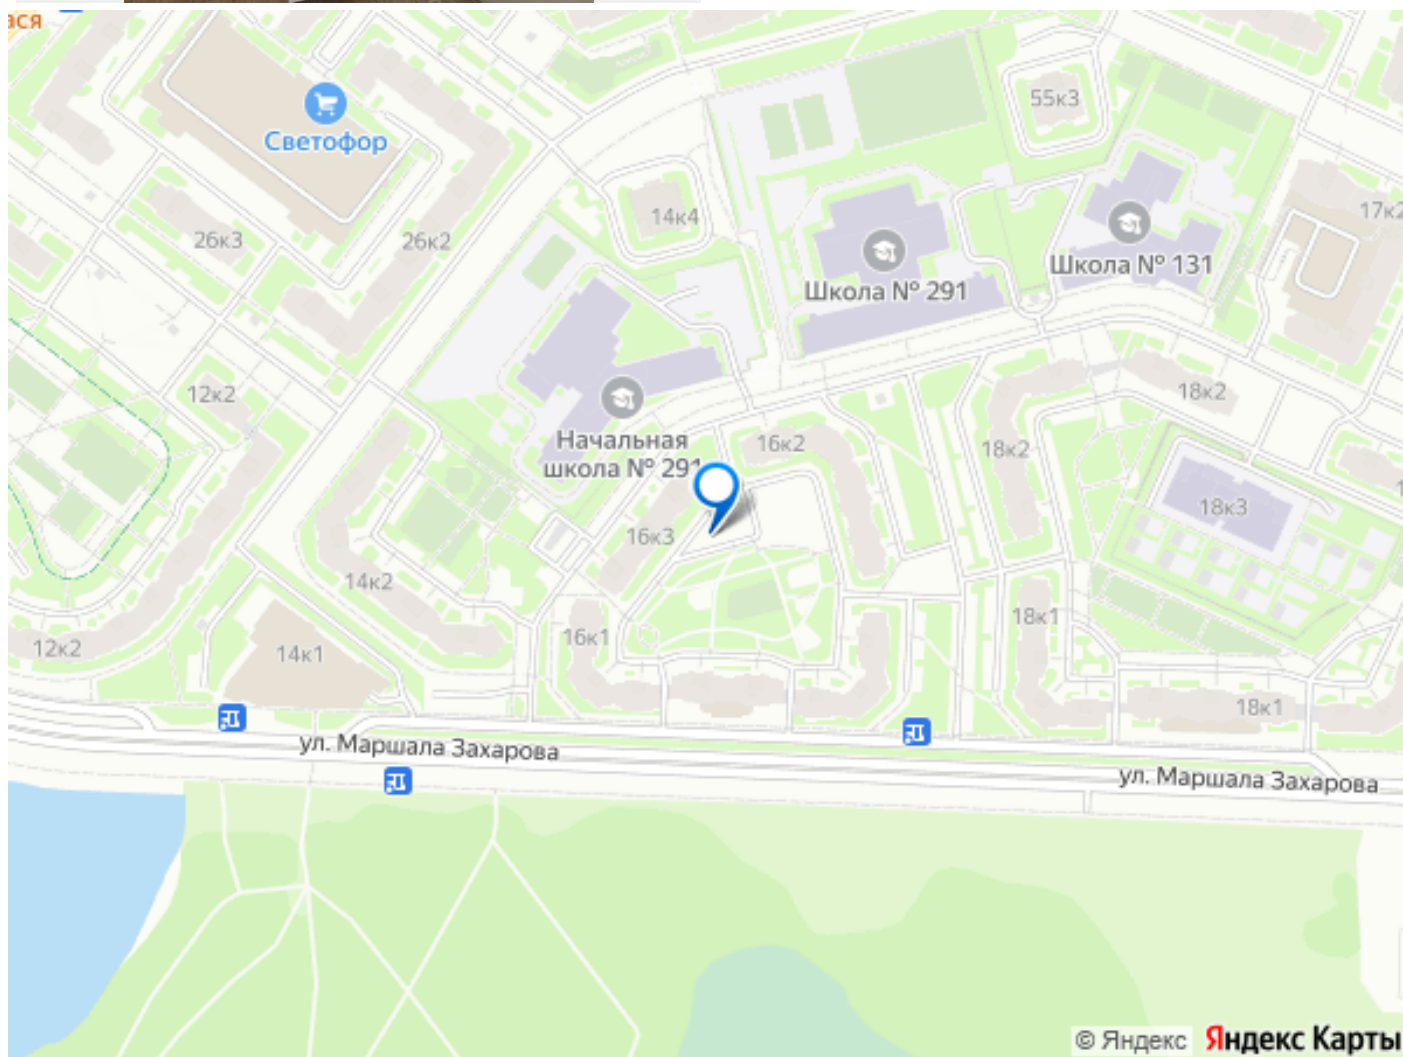 ася
Светофор
55к3
14к4
17к2
26к3
26к2
Школа № 131
Школа № 291
12к2
18к2
Начальная
школа № 291
16к2
18к2
18к3
16к3
14к2
18к1
16к1
12к2
14к1
18к1
ул. Маршала Захарова
ул. Маршала Захарова
© Яндекс Яндекс Карты